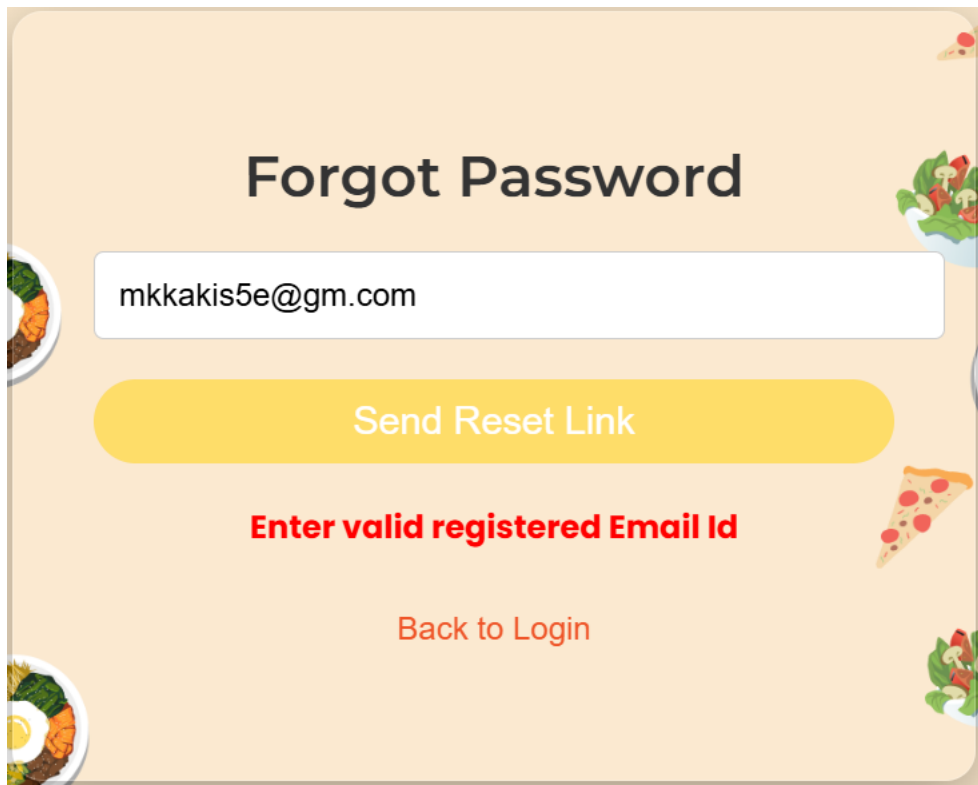 Forgot Password
mkkakis5e@gm.com
Send Reset Link
Enter valid registered Email Id
Back to Login